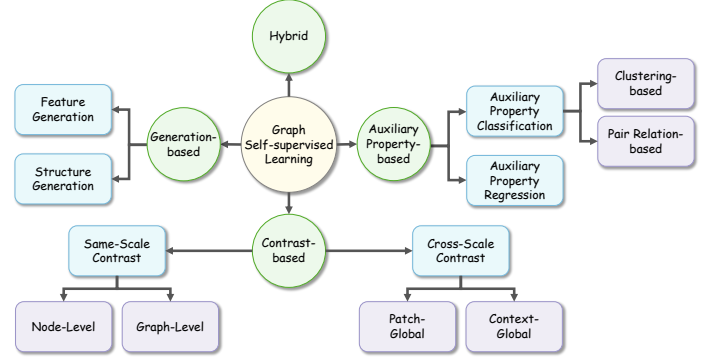 Hybrid
Graph
Self-supervised
Learning
Generation-
based
Feature
Generation
Structure
Generation
Auxiliary
Property-
based
Auxiliary
Property
Classification
Clustering-
based
Pair Relation-
based
Auxiliary
Property
Regression
Contrast-
based
Same-Scale
Contrast
Node-Level
Graph-Level
Cross-Scale
Contrast
Patch-
Global
Context-
Global